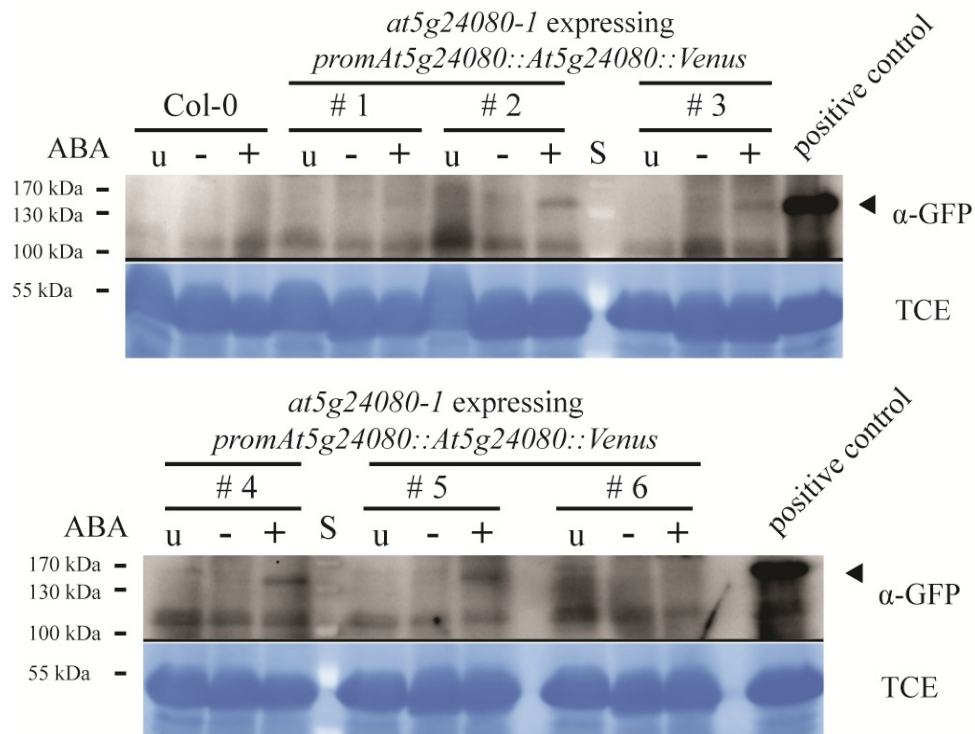 at5g24080-1 expressing
promAt5g24080::At5g24080::Venus
Col-0 # 1 # 2 # 3 positive control
ABA u - + u - + u - + S u - +
170 kDa
130 kDa
α-GFP
100 kDa
55 kDa
TCE
at5g24080-1 expressing
promAt5g24080::At5g24080::Venus
# 4 # 5 # 6 positive control
ABA u - + S u - + u - +
170 kDa
130 kDa
α-GFP
100 kDa
55 kDa
TCE